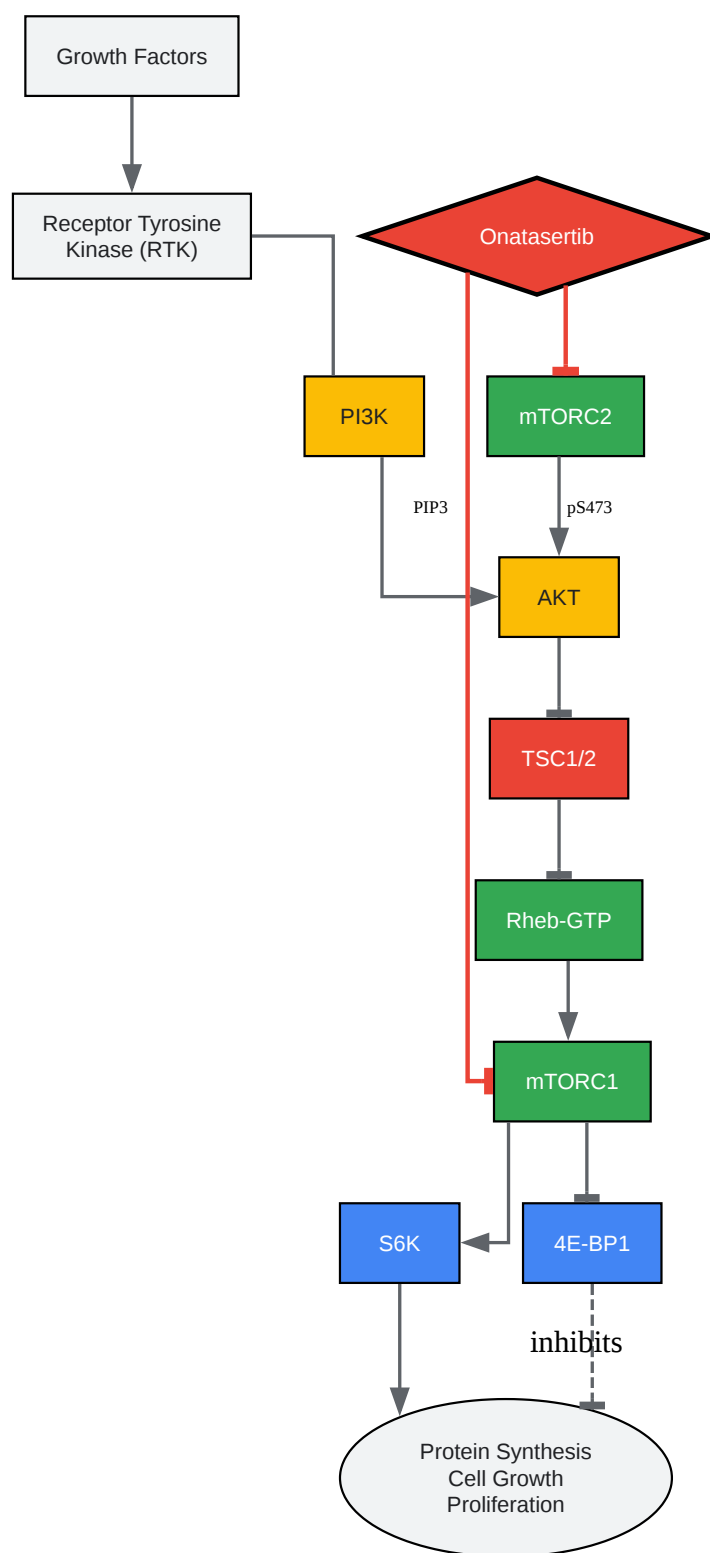 Growth Factors
Receptor Tyrosine
Kinase (RTK)
Onatasertib
PI3K
mTORC2
PIP3
pS473
AKT
TSC1/2
Rheb-GTP
mTORC1
S6K
4E-BP1
inhibits
Protein Synthesis
Cell Growth
Proliferation